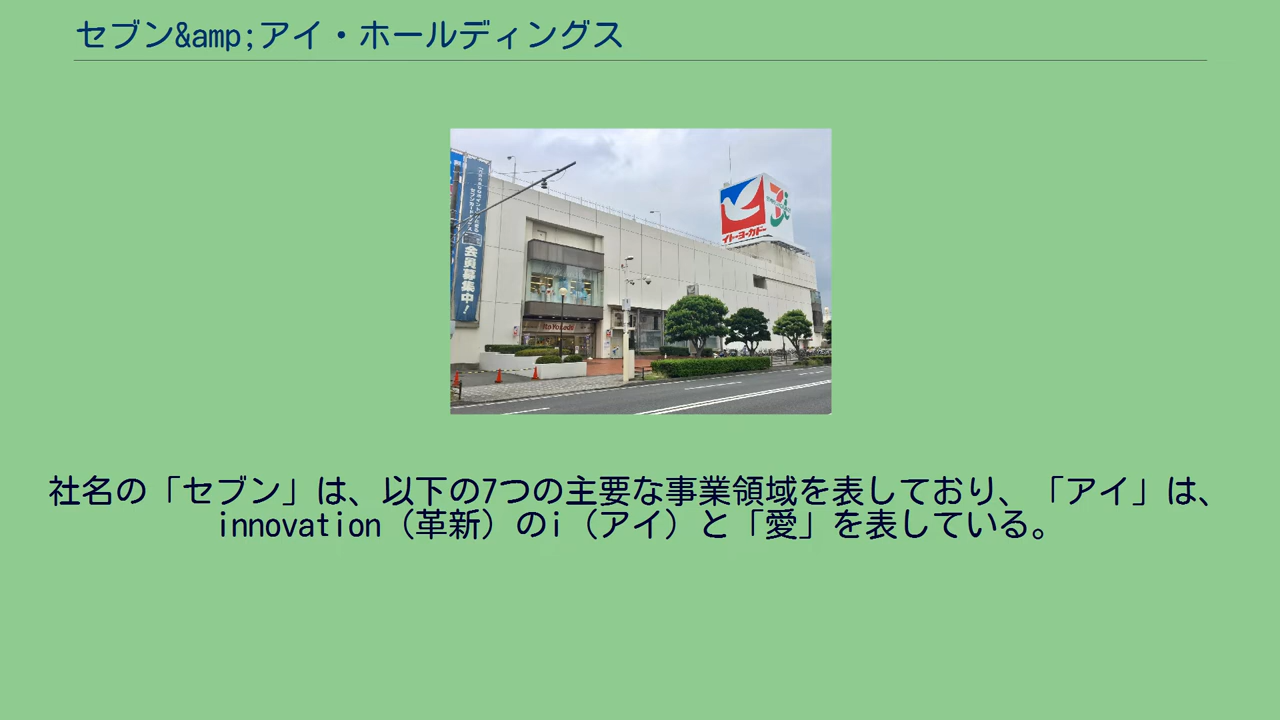 セブン&amp;アイ・ホールディングス
会員募集中!
イトーヨーカドー
Ito Yokado
社名の「セブン」は、以下の7つの主要な事業領域を表しており、「アイ」は、
innovation(革新)のi(アイ)と「愛」を表している。